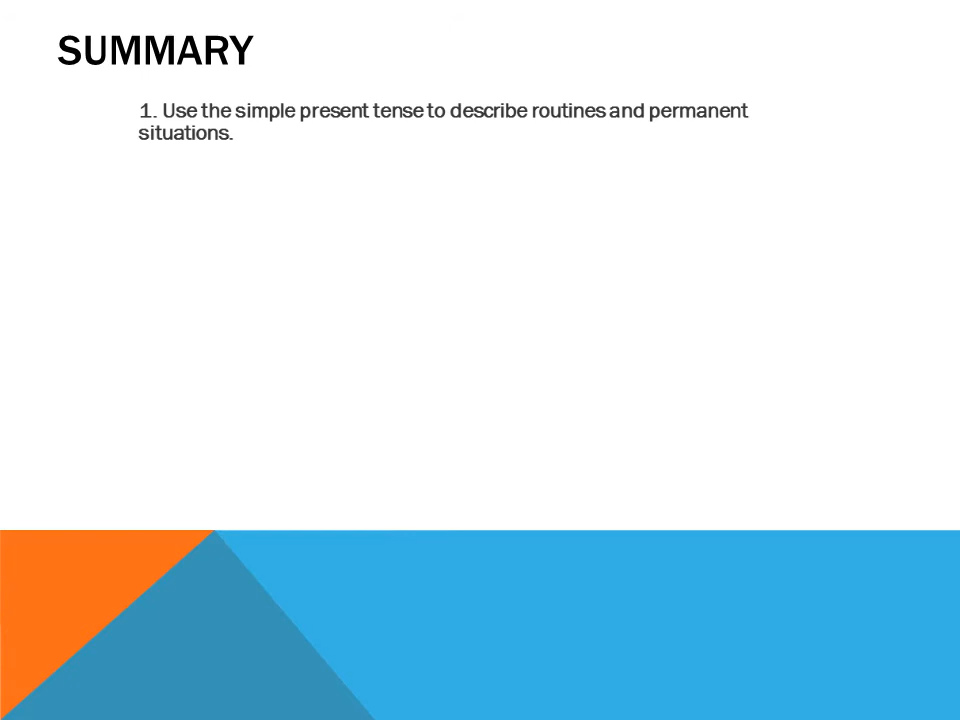 SUMMARY
1. Use the simple present tense to describe routines and permanent
situations.